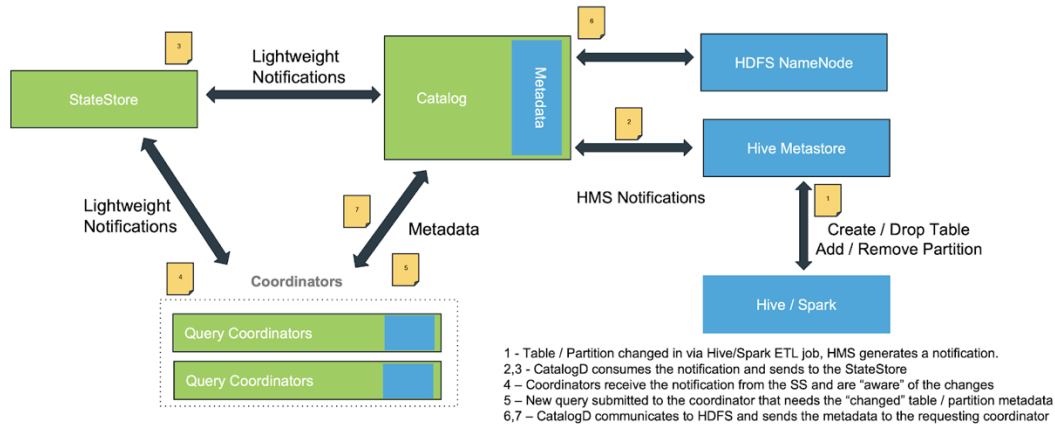 6
3
Lightweight
Notifications
StateStore
Catalog
Metadata
HDFS NameNode
2
Hive Metastore
HMS Notifications
Lightweight
Notifications
7
Metadata
1
Create / Drop Table
Add / Remove Partition
4
Coordinators
5
Query Coordinators
Query Coordinators
Hive / Spark
1 - Table / Partition changed in via Hive/Spark ETL job, HMS generates a notification.
2,3 - CatalogD consumes the notification and sends to the StateStore
4 – Coordinators receive the notification from the SS and are “aware” of the changes
5 – New query submitted to the coordinator that needs the “changed” table / partition metadata
6,7 – CatalogD communicates to HDFS and sends the metadata to the requesting coordinator